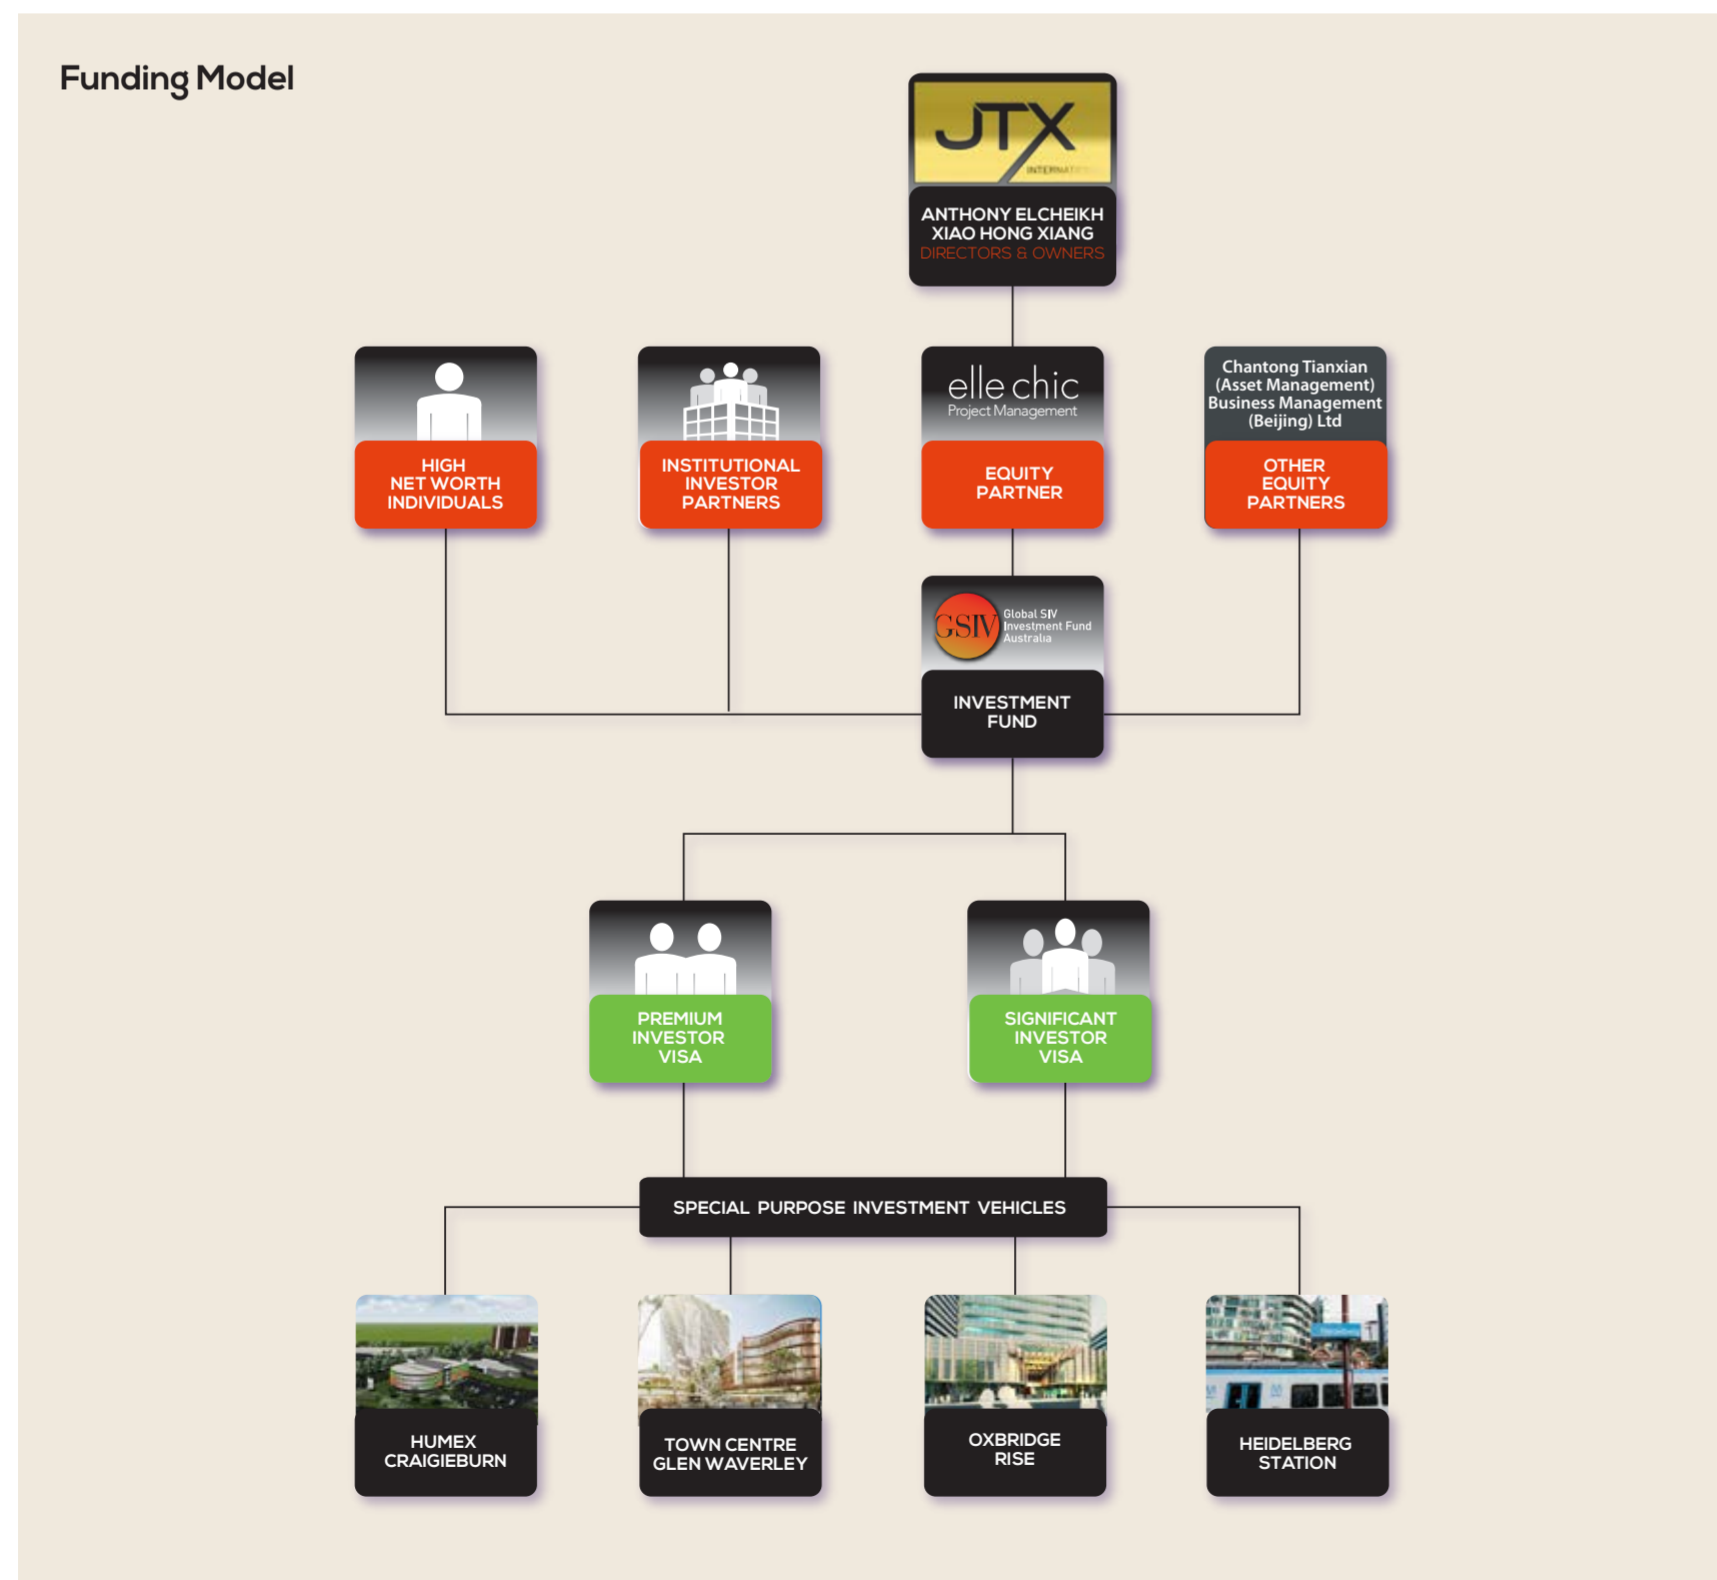 Funding Model
JTX
ANTHONY ELCHEIKH
XIAO HONG XIANG
DIRECTORS & OWNERS
HIGH
NET WORTH
INDIVIDUALS
INSTITUTIONAL
INVESTOR
PARTNERS
elle chic
Project Management
EQUITY
PARTNER
Chantong Tianxian
(Asset Management)
Business Management
(Beijing) Ltd
OTHER
EQUITY
PARTNERS
GSIV
Global SIV
Investment Fund
Australia
INVESTMENT
FUND
PREMIUM
INVESTOR
VISA
SIGNIFICANT
INVESTOR
VISA
SPECIAL PURPOSE INVESTMENT VEHICLES
HUMEX
CRAIGIEBURN
TOWN CENTRE
GLEN WAVERLEY
OXBRIDGE
RISE
HEIDELBERG
STATION